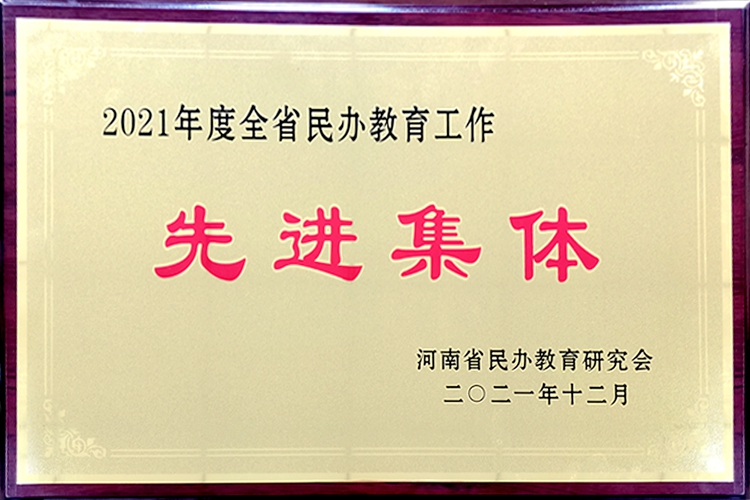 2021年度全省民办教育工作
先进集体
河南省民办教育研究会
二〇二一年十二月